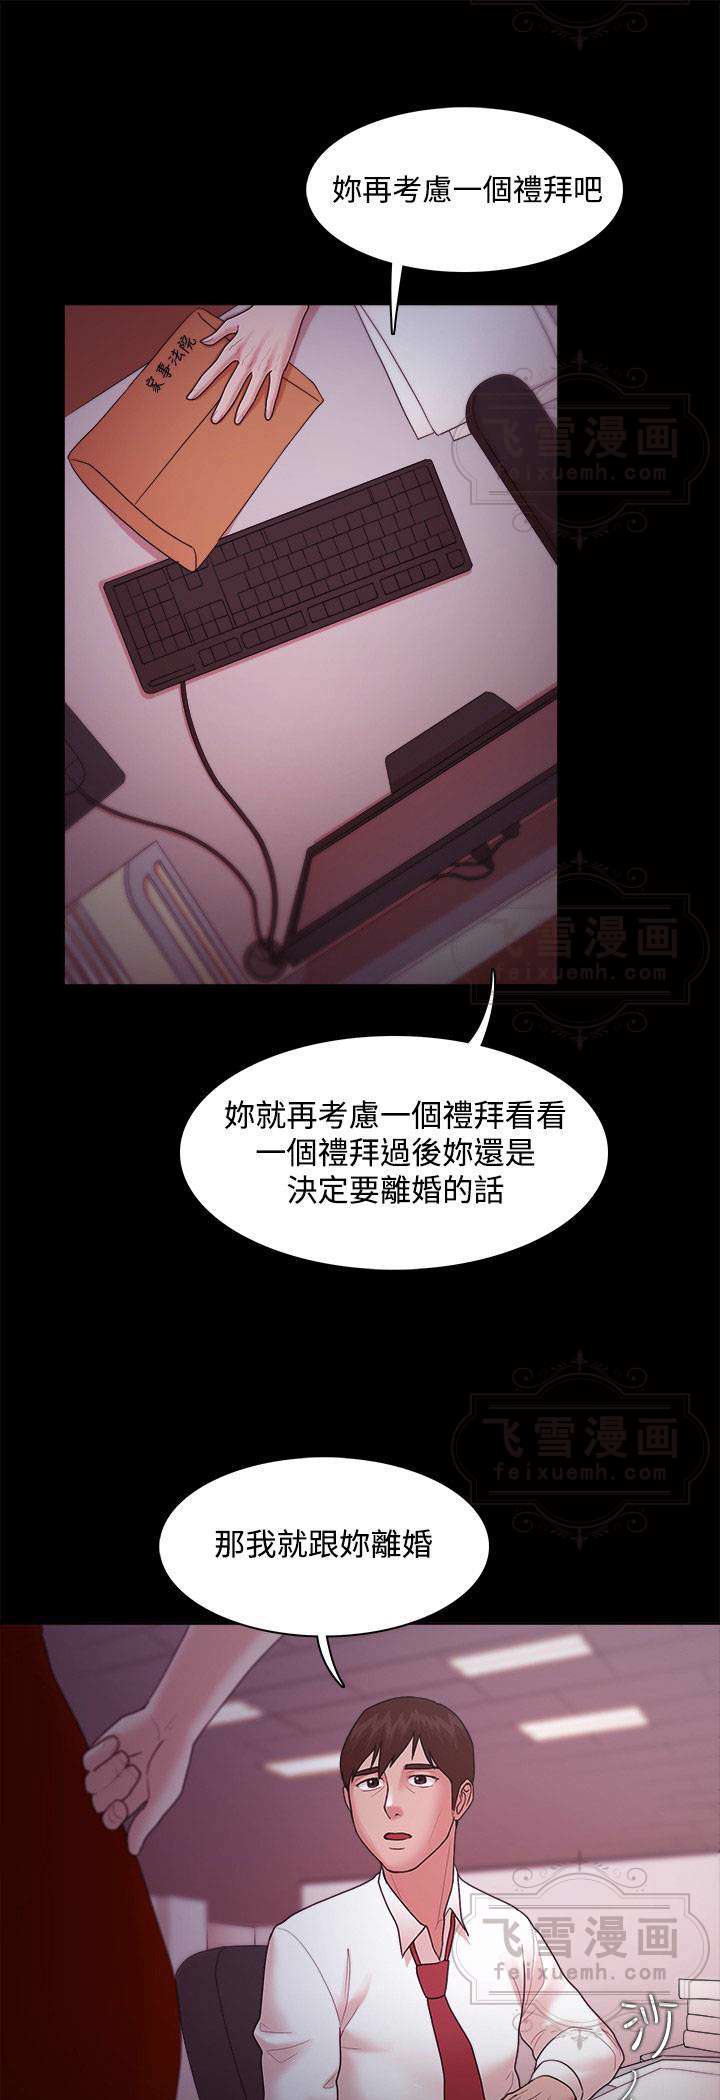 妳再考慮一個禮拜吧
家事法院
飞雪漫画
feixuemh.com
飞雪漫画
feixuemh.com
妳就再考慮一個禮拜看看
一個禮拜過後妳還是
決定要離婚的話
飞雪漫画
feixuemh.com
那我就跟妳離婚
飞雪漫画
feixuemh.com
沙